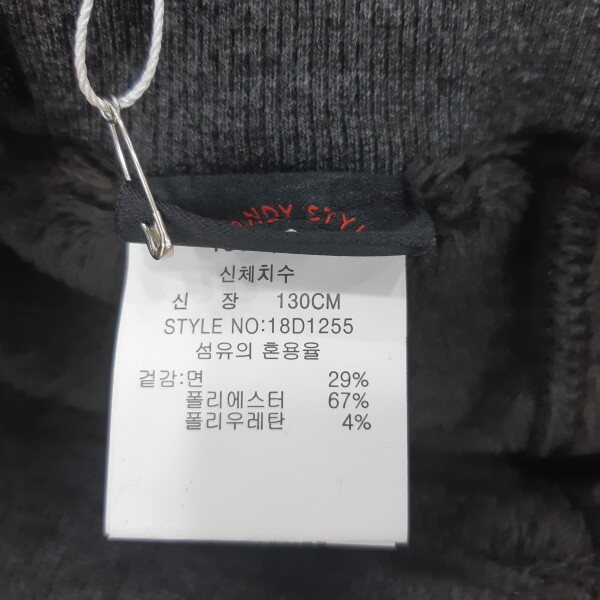 신체치수
신 장 130CM
STYLE NO:18D1255
섬유의 혼용율
겉감:면 29%
폴리에스터 67%
폴리우레탄 4%